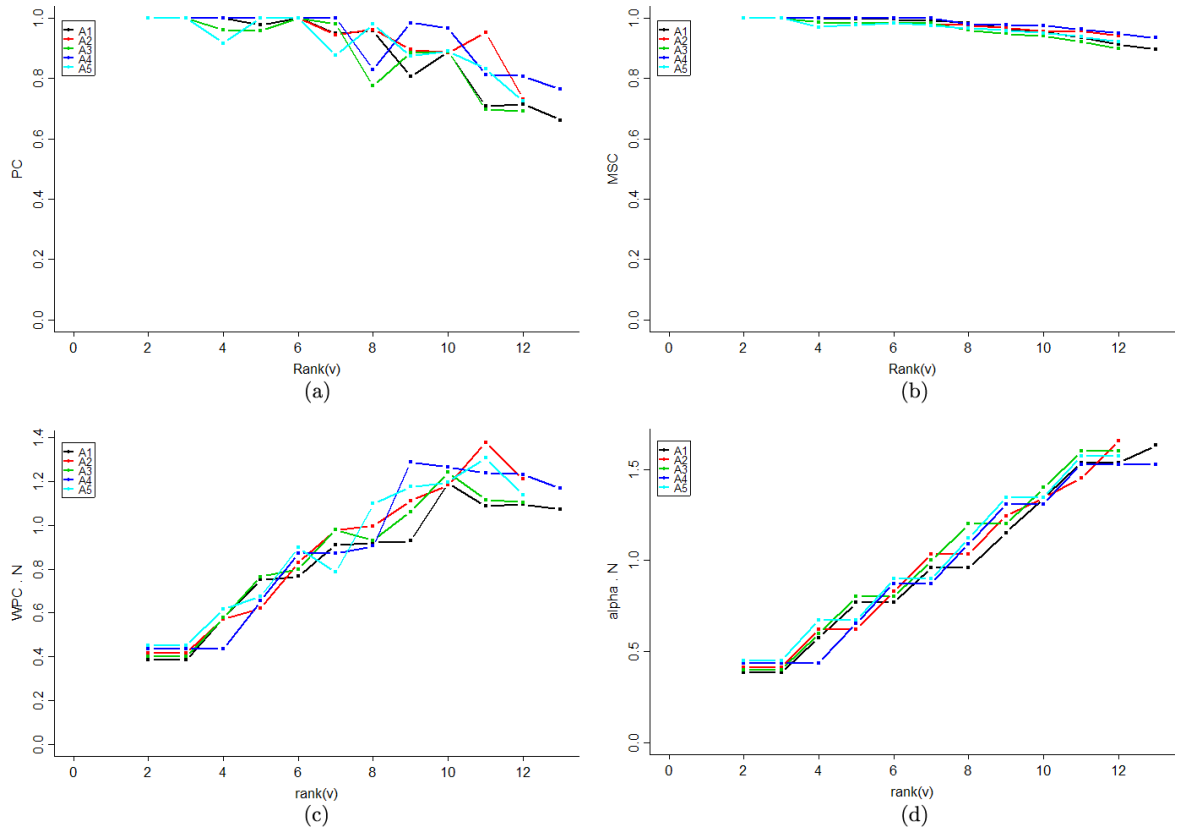 A1
A2
A3
A4
A5
PC
0.0 0.2 0.4 0.6 0.8 1.0
0 2 4 6 8 10 12
Rank(v)
(a)
A1
A2
A3
A4
A5
MSC
0.0 0.2 0.4 0.6 0.8 1.0
0 2 4 6 8 10 12
Rank(v)
(b)
A1
A2
A3
A4
A5
WPC . N
0.0 0.2 0.4 0.6 0.8 1.0 1.2 1.4
0 2 4 6 8 10 12
rank(v)
(c)
A1
A2
A3
A4
A5
alpha . N
0.0 0.5 1.0 1.5
0 2 4 6 8 10 12
rank(v)
(d)